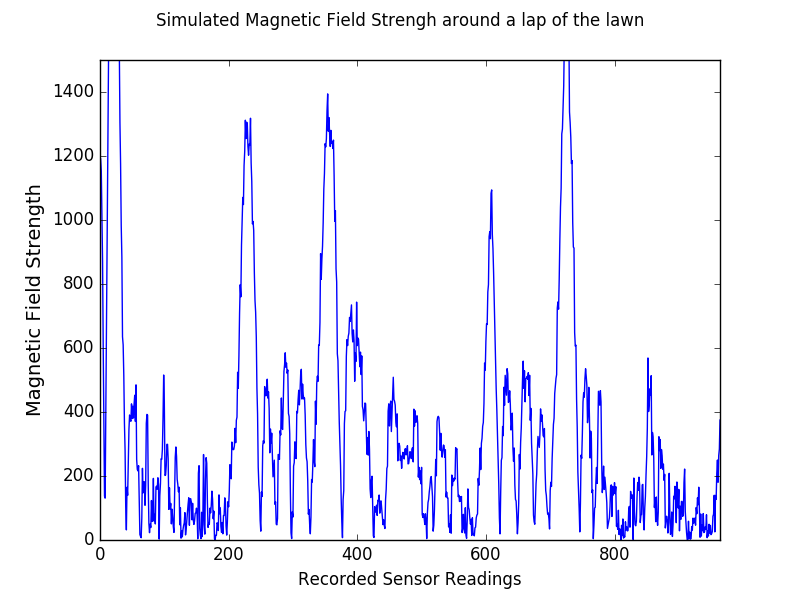 Simulated Magnetic Field Strengh around a lap of the lawn
1400
1200
1000
800
600
400
200
0
Magnetic Field Strength
0 200 400 600 800
Recorded Sensor Readings